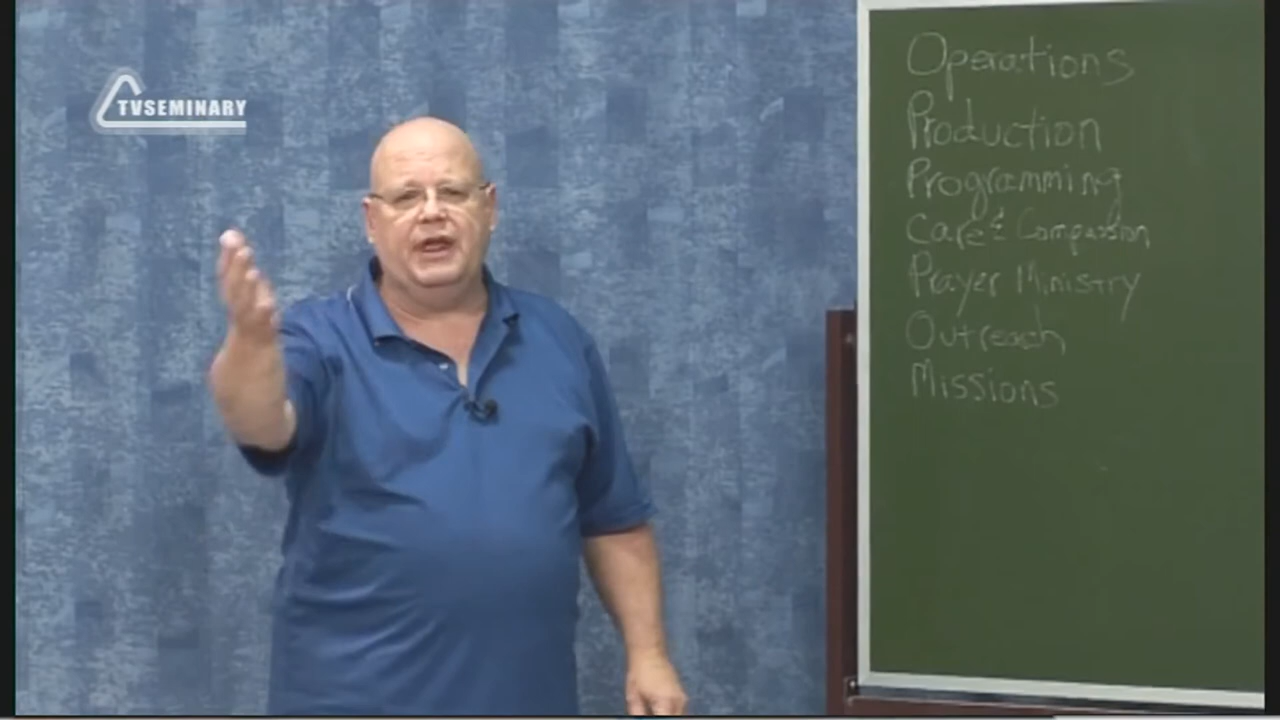 TVSEMINARY
Operations
Production
Programming
Care & Compassion
Prayer Ministry
Outreach
Missions